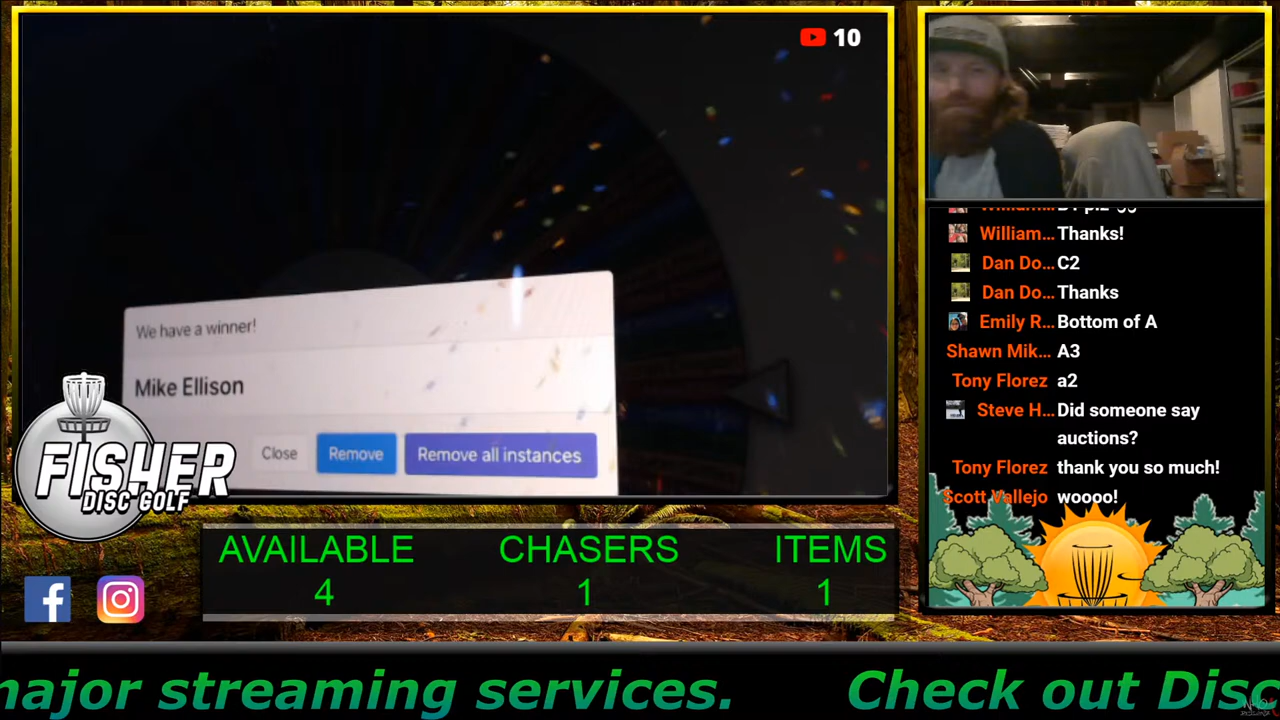 10
We have a winner!
Mike Ellison
Close Remove Remove all instances
FISHER
DISC GOLF
AVAILABLE CHASERS ITEMS
4 1 1
William... Thanks!
Dan Do... C2
Dan Do... Thanks
Emily R... Bottom of A
Shawn Mik... A3
Tony Florez a2
Steve H... Did someone say
auctions?
Tony Florez thank you so much!
Scott Vallejo woooo!
major streaming services. Check out Disc